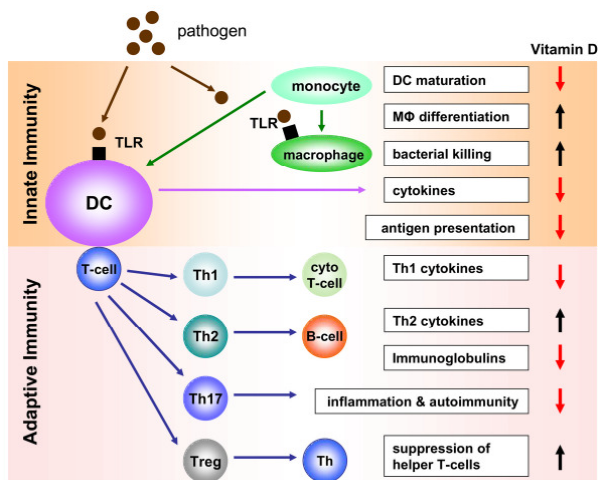 pathogen
Vitamin D
Innate Immunity
monocyte
DC maturation
TLR
MΦ differentiation
TLR
macrophage
bacterial killing
DC
cytokines
antigen presentation
Adaptive Immunity
T-cell
Th1
cyto
T-cell
Th1 cytokines
Th2
B-cell
Th2 cytokines
Immunoglobulins
Th17
inflammation & autoimmunity
Treg
Th
suppression of
helper T-cells